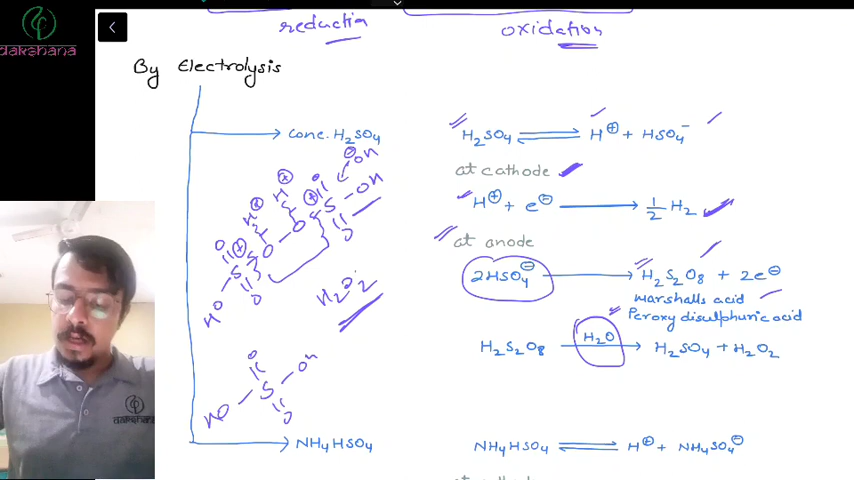 reduction
oxidation
dakshana
By Electrolysis
Conc. H₂SO₄
H₂SO₄ ⇌ H⊕ + HSO₄⁻
at cathode
H⊕ + e⊖ → 1/2 H₂
at anode
2HSO₄⊖ → H₂S₂O₈ + 2e⊖
Marshalls acid
Peroxy disulphuric acid
H₂S₂O₈ —H₂O→ H₂SO₄ + H₂O₂
H₂O₂
NH₄HSO₄
NH₄HSO₄ ⇌ H⊕ + NH₄SO₄⊖